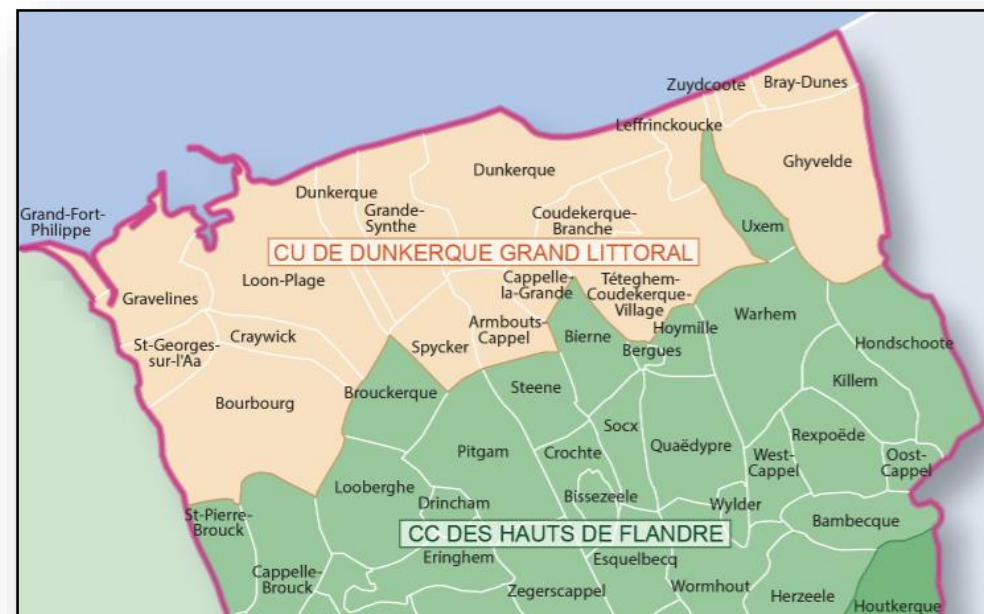 Zuydcoote
Bray-Dunes
Leffrinckoucke
Ghyvelde
Dunkerque
Dunkerque
Grande-
Synthe
Coudekerque-
Branche
Uxem
Grand-Fort-
Philippe
CU DE DUNKERQUE GRAND LITTORAL
Gravelines
Loon-Plage
Cappelle-
la-Grande
Téteghem-
Coudekerque-
Village
Warhem
St-Georges-
sur-l'Aa
Craywick
Spycker
Armbouts-
Cappel
Bierne
Hoymille
Bergues
Hondschoote
Bourbourg
Brouckerque
Steene
Killem
Socx
Pitgam
Crochte
Quaëdypre
West-
Cappel
Rexpoëde
Oost-
Cappel
Looberghe
Drincham
Bissezeele
Wylder
St-Pierre-
Brouck
CC DES HAUTS DE FLANDRE
Bambecque
Cappelle-
Brouck
Eringhem
Esquelbecq
Zegerscappel
Wormhout
Herzeele
Houtkerque